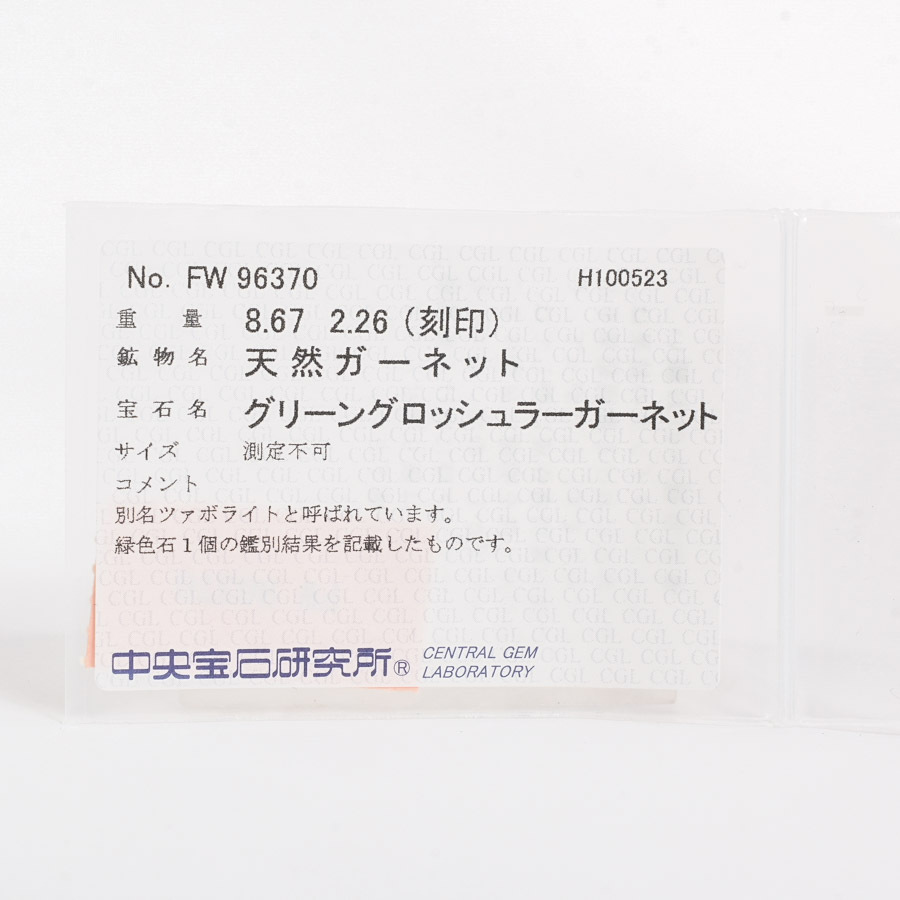 No. FW 96370 H100523
重量 8.67 2.26 (刻印)
鉱物名 天然ガーネット
宝石名 グリーングロッシュラーガーネット
サイズ 測定不可
コメント
別名ツァボライトと呼ばれています。
緑色石1個の鑑別結果を記載したものです。
中央宝石研究所® CENTRAL GEM
LABORATORY